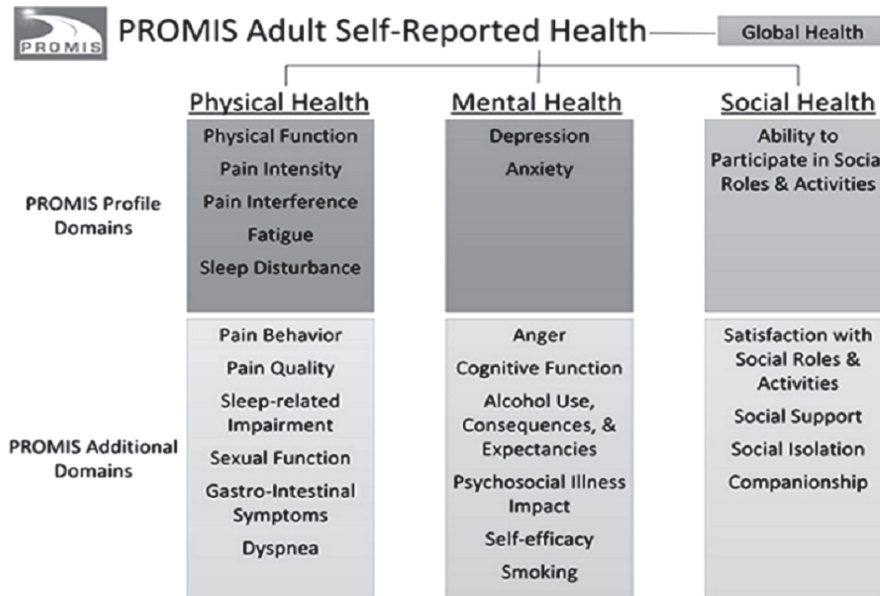 PROMIS
PROMIS Adult Self-Reported Health
Global Health
Physical Health
Mental Health
Social Health
PROMIS Profile
Domains
Physical Function
Pain Intensity
Pain Interference
Fatigue
Sleep Disturbance
Depression
Anxiety
Ability to
Participate in Social
Roles & Activities
PROMIS Additional
Domains
Pain Behavior
Pain Quality
Sleep-related
Impairment
Sexual Function
Gastro-Intestinal
Symptoms
Dyspnea
Anger
Cognitive Function
Alcohol Use,
Consequences, &
Expectancies
Psychosocial Illness
Impact
Self-efficacy
Smoking
Satisfaction with
Social Roles &
Activities
Social Support
Social Isolation
Companionship